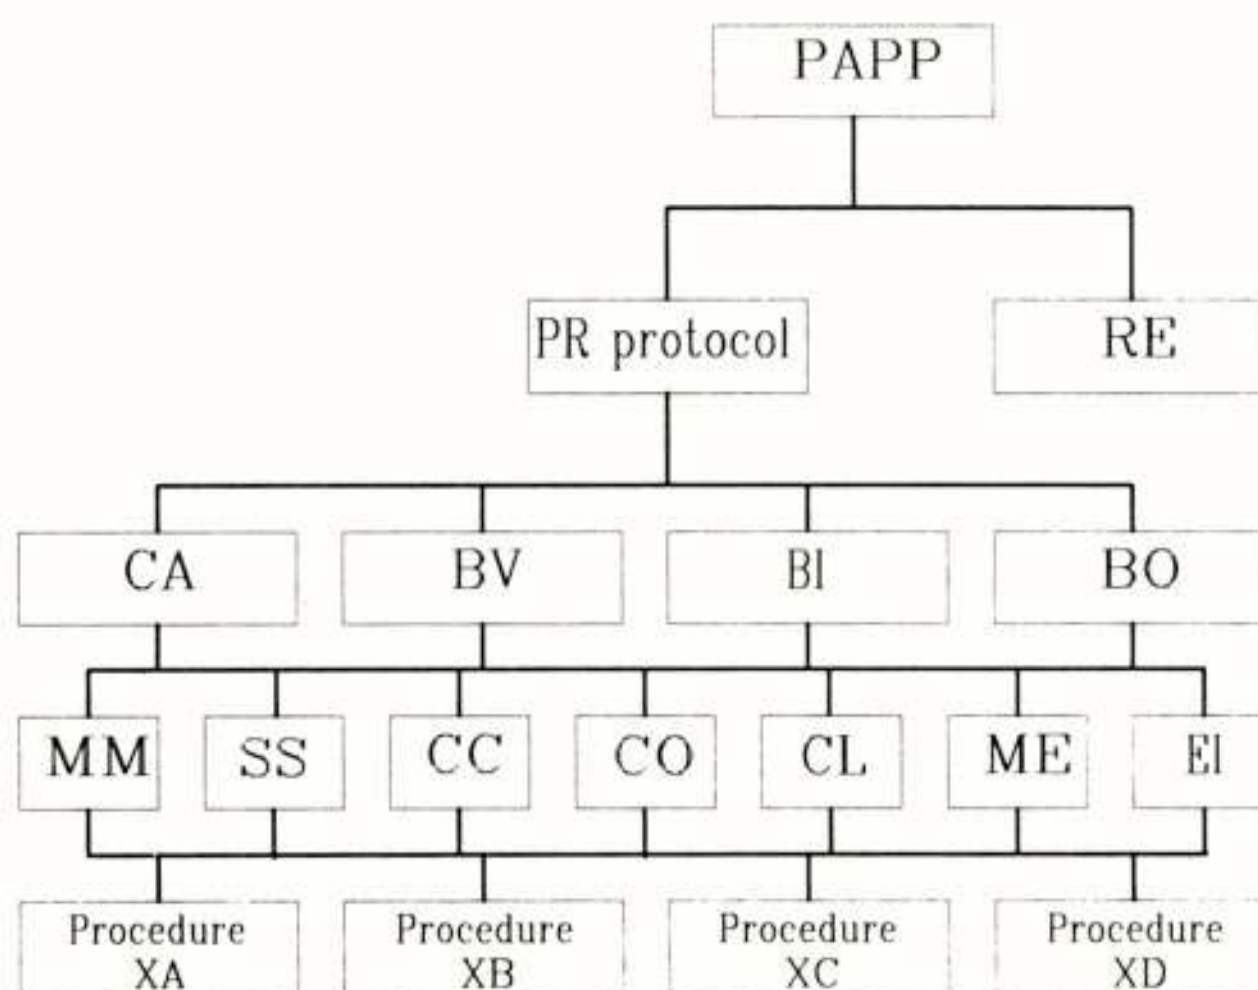 PAPP
PR protocol
RE
CA
BV
BI
BO
MM
SS
CC
CO
CL
ME
EI
Procedure
XA
Procedure
XB
Procedure
XC
Procedure
XD